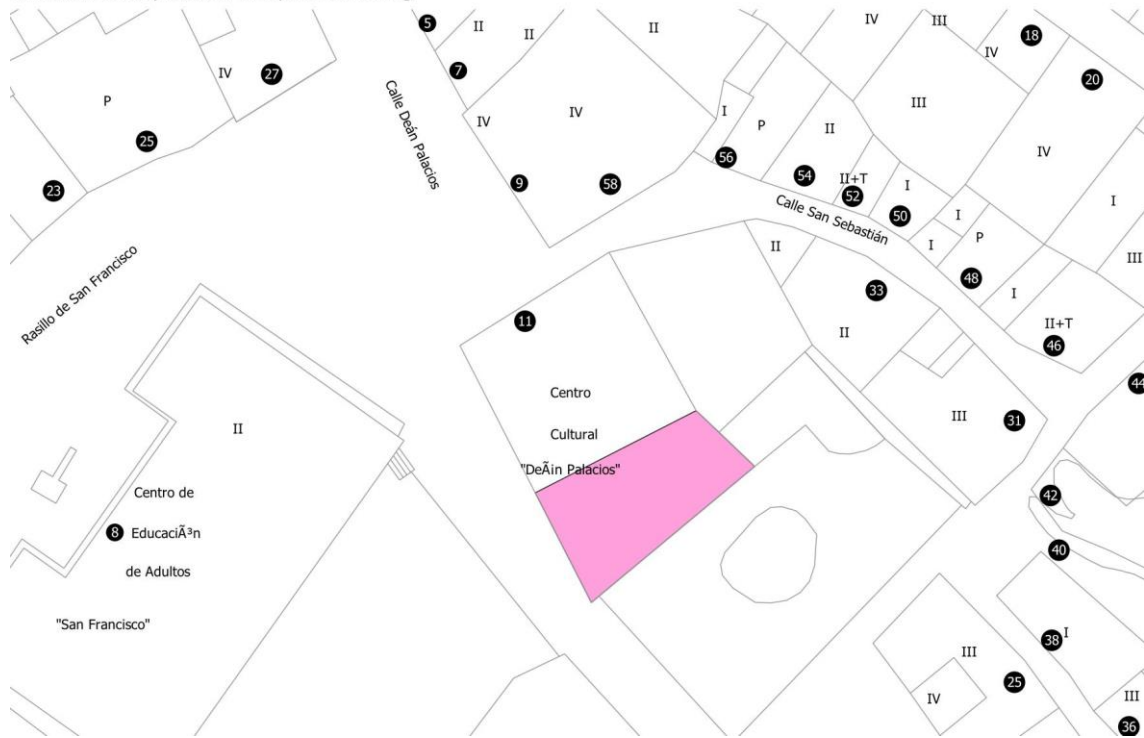 5
II
II
II
IV
III
18
IV
7
27
IV
20
P
IV
IV
III
I
P
II
IV
25
Calle Deán Palacios
56
54
II+T
52
I
I
23
9
58
50
I
Calle San Sebastián
I
P
48
II
III
Rasillo de San Francisco
33
I
11
II
II+T
46
44
Centro
Cultural
"DeÃin Palacios"
III
31
II
Centro de
8
EducaciÃ³n
de Adultos
"San Francisco"
42
40
38
I
III
25
IV
III
36